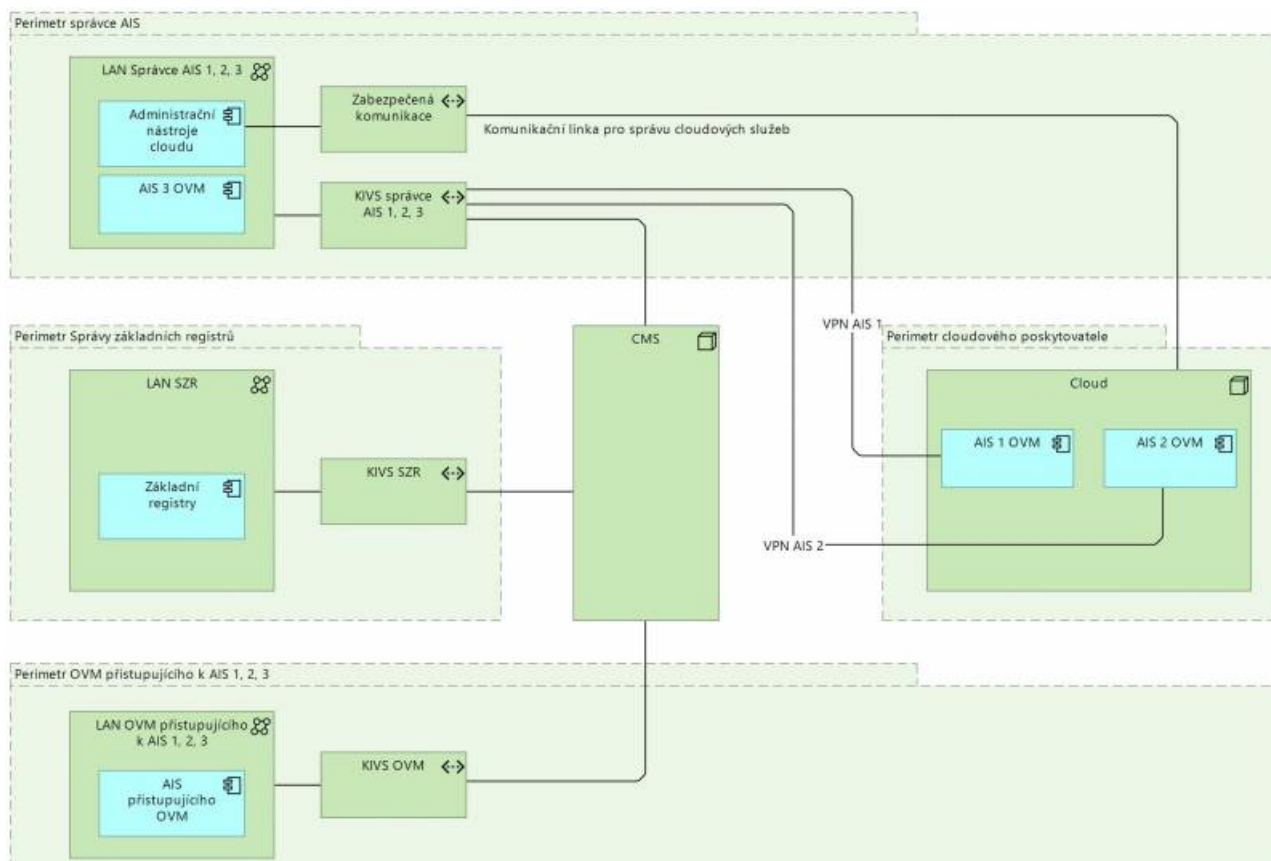 Perimetr správce AIS
LAN Správce AIS 1, 2, 3
Administrační
nástroje
cloudu
AIS 3 OVM
Zabezpečená
komunikace
Komunikační linka pro správu cloudových služeb
KIVS správce
AIS 1, 2, 3
Perimetr Správy základních registrů
LAN SZR
Základní
registry
KIVS SZR
CMS
VPN AIS 1
VPN AIS 2
Perimetr cloudového poskytovatele
Cloud
AIS 1 OVM
AIS 2 OVM
Perimetr OVM přistupujícího k AIS 1, 2, 3
LAN OVM přistupujícího
k AIS 1, 2, 3
AIS
přistupujícího
OVM
KIVS OVM